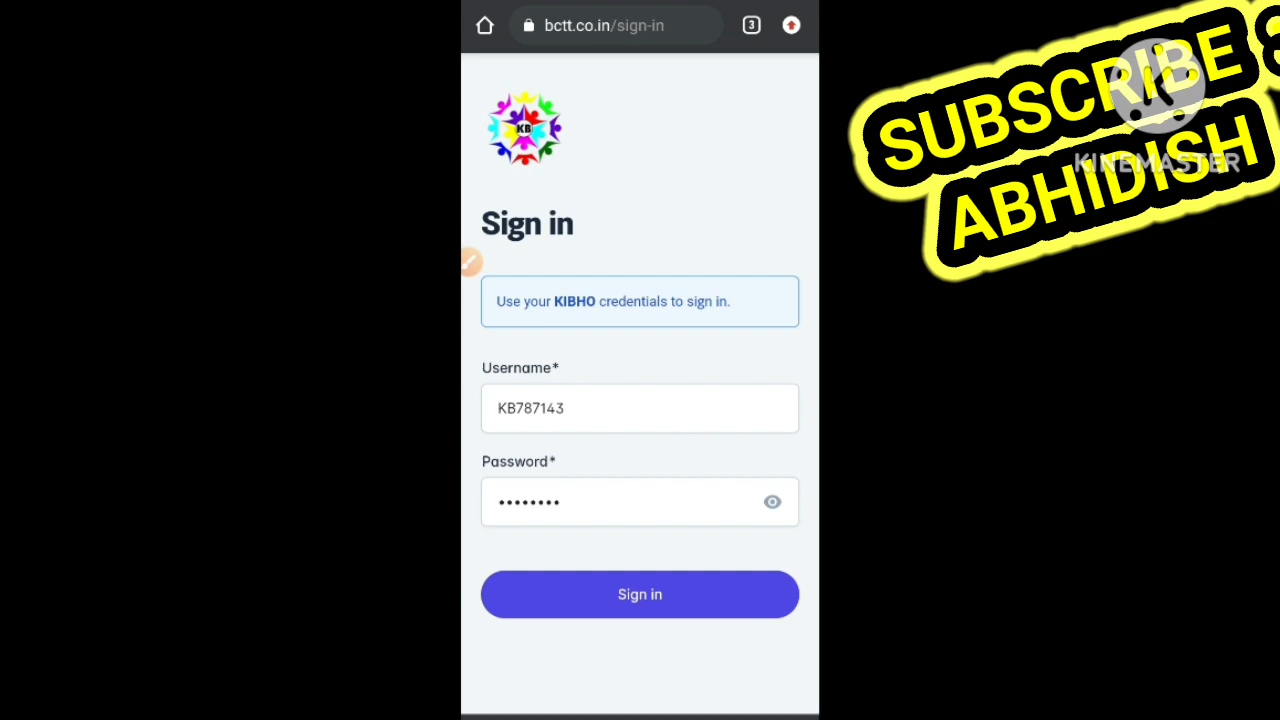 bctt.co.in/sign-in
3
KB
Sign in
Use your KIBHO credentials to sign in.
Username*
KB787143
Password*
••••••••
Sign in
SUBSCRIBE
ABHIDISH
KINEMASTER